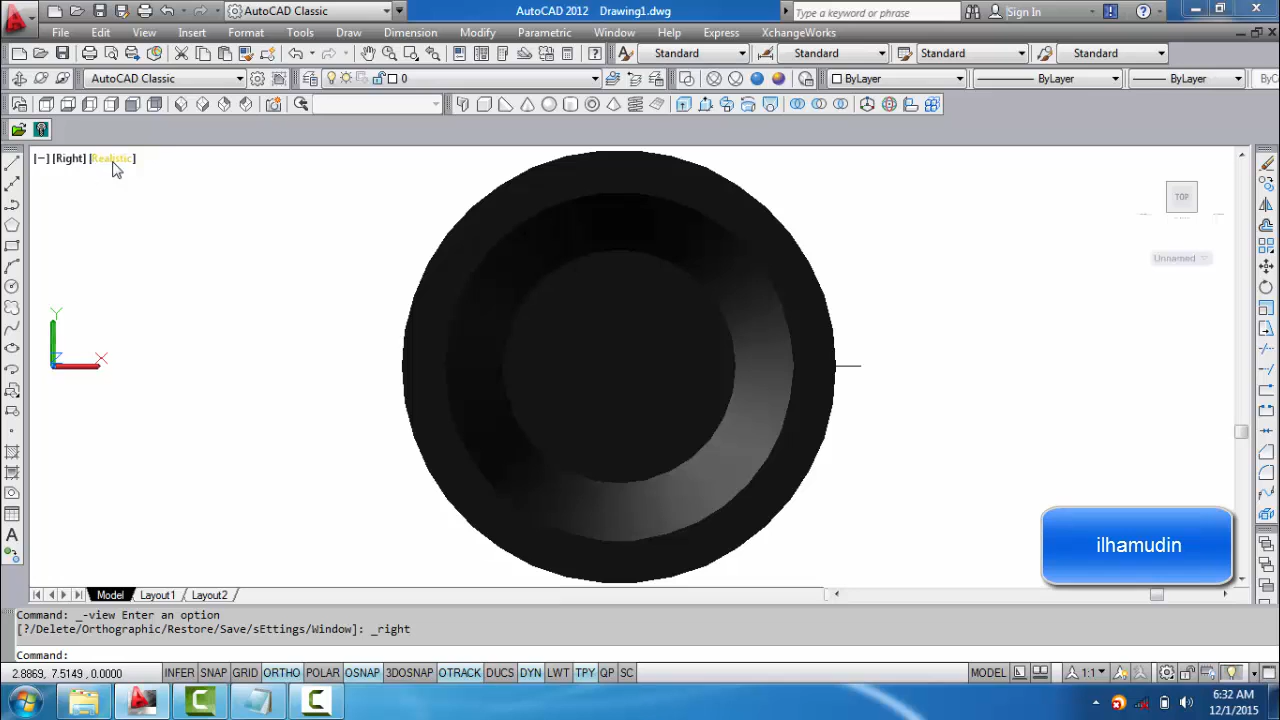 AutoCAD Classic
AutoCAD 2012 Drawing1.dwg
Type a keyword or phrase
Sign In
File Edit View Insert Format Tools Draw Dimension Modify Parametric Window Help Express XchangeWorks
Standard Standard Standard Standard
AutoCAD Classic 0 ByLayer ByLayer ByLayer
[−] [Right] [Realistic]
TOP
Unnamed
Y
X
Z
ilhamudin
Model Layout1 Layout2
Command: _-view Enter an option
[?/Delete/Orthographic/Restore/Save/sEttings/Window]: _right
Command:
2.8869, 7.5149, 0.0000 INFER SNAP GRID ORTHO POLAR OSNAP 3DOSNAP OTRACK DUCS DYN LWT TPY QP SC MODEL 1:1
6:32 AM
12/1/2015